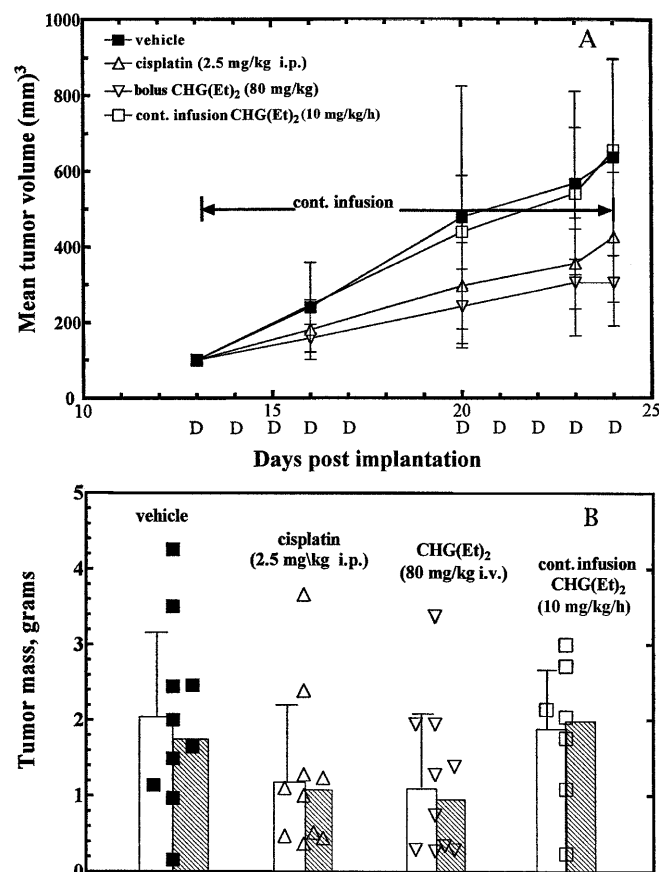 A
vehicle
cisplatin (2.5 mg/kg i.p.)
bolus CHG(Et)₂ (80 mg/kg)
cont. infusion CHG(Et)₂ (10 mg/kg/h)
Mean tumor volume (mm)³
1000
800
600
400
200
0
cont. infusion
10 15 20 25
D D D D D D D D D D
Days post implantation
B
Tumor mass, grams
5
4
3
2
1
0
vehicle
cisplatin
(2.5 mg\kg i.p.)
CHG(Et)₂
(80 mg/kg i.v.)
cont. infusion
CHG(Et)₂
(10 mg/kg/h)